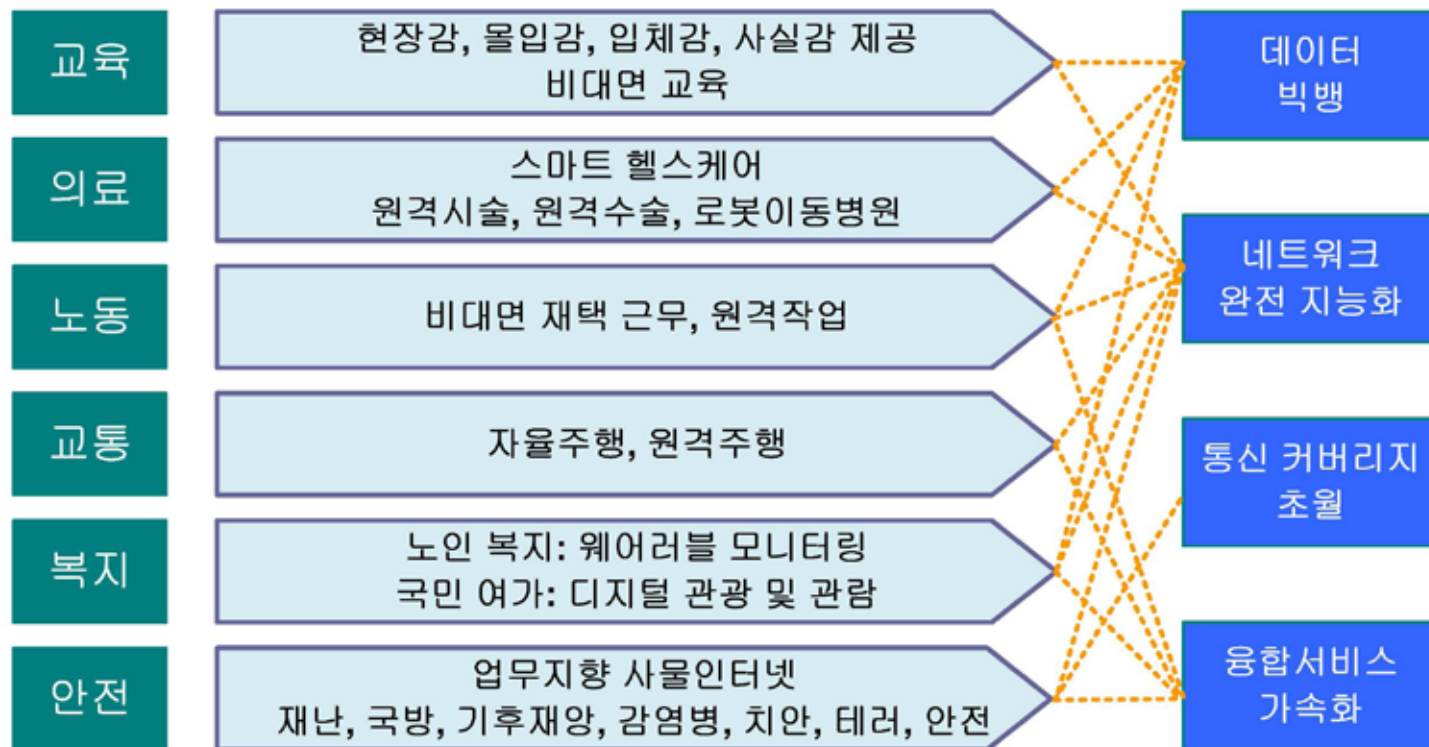 교육
현장감, 몰입감, 입체감, 사실감 제공
비대면 교육
데이터
빅뱅
의료
스마트 헬스케어
원격시술, 원격수술, 로봇이동병원
네트워크
완전 지능화
노동
비대면 재택 근무, 원격작업
교통
자율주행, 원격주행
통신 커버리지
초월
복지
노인 복지: 웨어러블 모니터링
국민 여가: 디지털 관광 및 관람
안전
업무지향 사물인터넷
재난, 국방, 기후재앙, 감염병, 치안, 테러, 안전
융합서비스
가속화